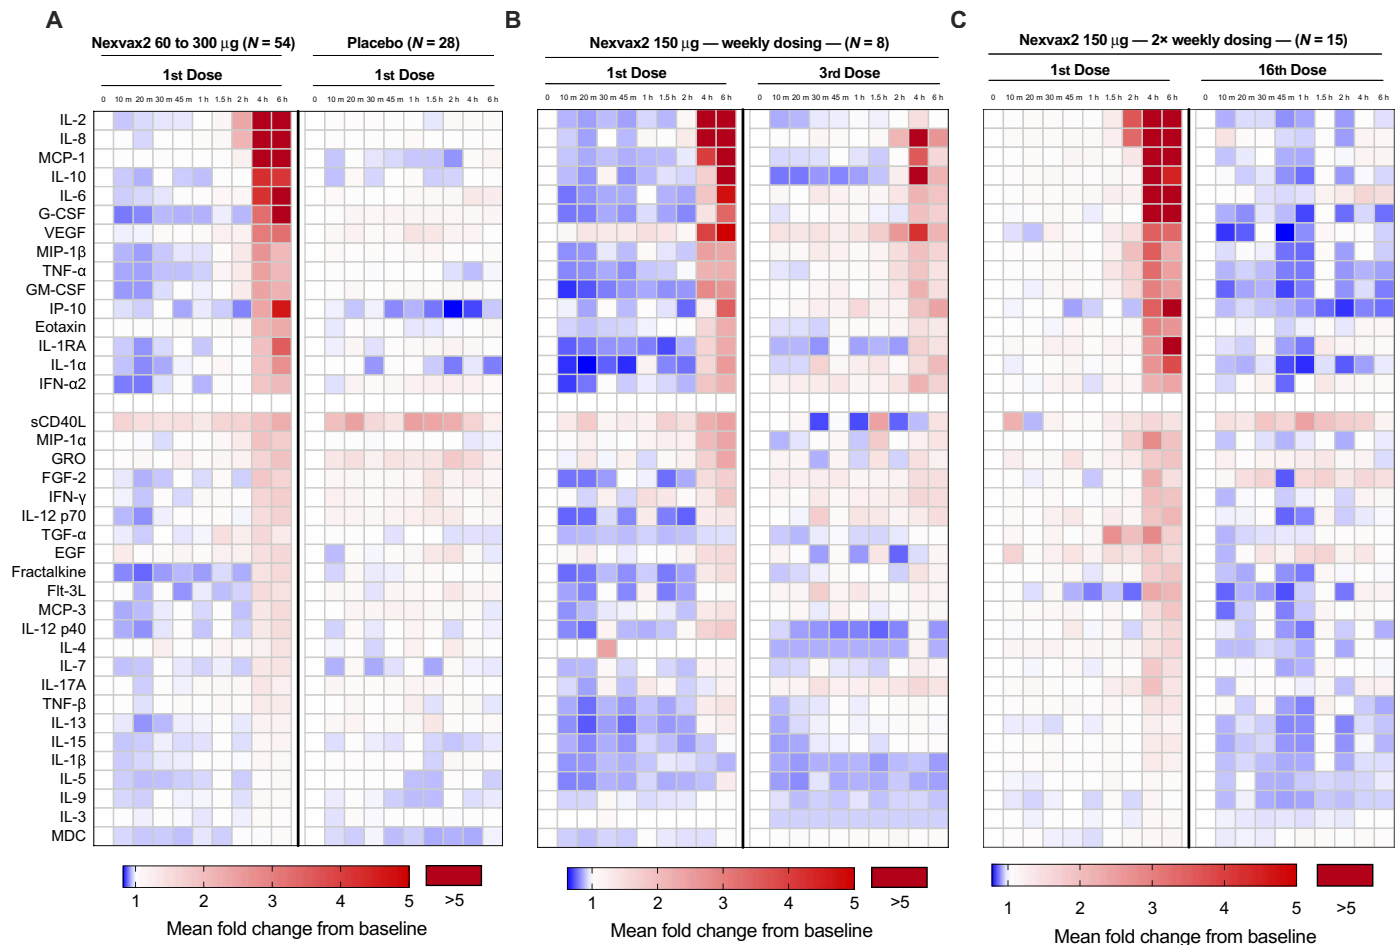 A
B
C
Nexvax2 60 to 300 μg (N = 54)
Placebo (N = 28)
Nexvax2 150 μg — weekly dosing — (N = 8)
Nexvax2 150 μg — 2× weekly dosing — (N = 15)
1st Dose
1st Dose
1st Dose
3rd Dose
1st Dose
16th Dose
0 10 m 20 m 30 m 45 m 1 h 1.5 h 2 h 4 h 6 h
0 10 m 20 m 30 m 45 m 1 h 1.5 h 2 h 4 h 6 h
0 10 m 20 m 30 m 45 m 1 h 1.5 h 2 h 4 h 6 h
0 10 m 20 m 30 m 45 m 1 h 1.5 h 2 h 4 h 6 h
0 10 m 20 m 30 m 45 m 1 h 1.5 h 2 h 4 h 6 h
0 10 m 20 m 30 m 45 m 1 h 1.5 h 2 h 4 h 6 h
IL-2
IL-8
MCP-1
IL-10
IL-6
G-CSF
VEGF
MIP-1β
TNF-α
GM-CSF
IP-10
Eotaxin
IL-1RA
IL-1α
IFN-α2
sCD40L
MIP-1α
GRO
FGF-2
IFN-γ
IL-12 p70
TGF-α
EGF
Fractalkine
Flt-3L
MCP-3
IL-12 p40
IL-4
IL-7
IL-17A
TNF-β
IL-13
IL-15
IL-1β
IL-5
IL-9
IL-3
MDC
1 2 3 4 5 >5
Mean fold change from baseline
1 2 3 4 5 >5
Mean fold change from baseline
1 2 3 4 5 >5
Mean fold change from baseline